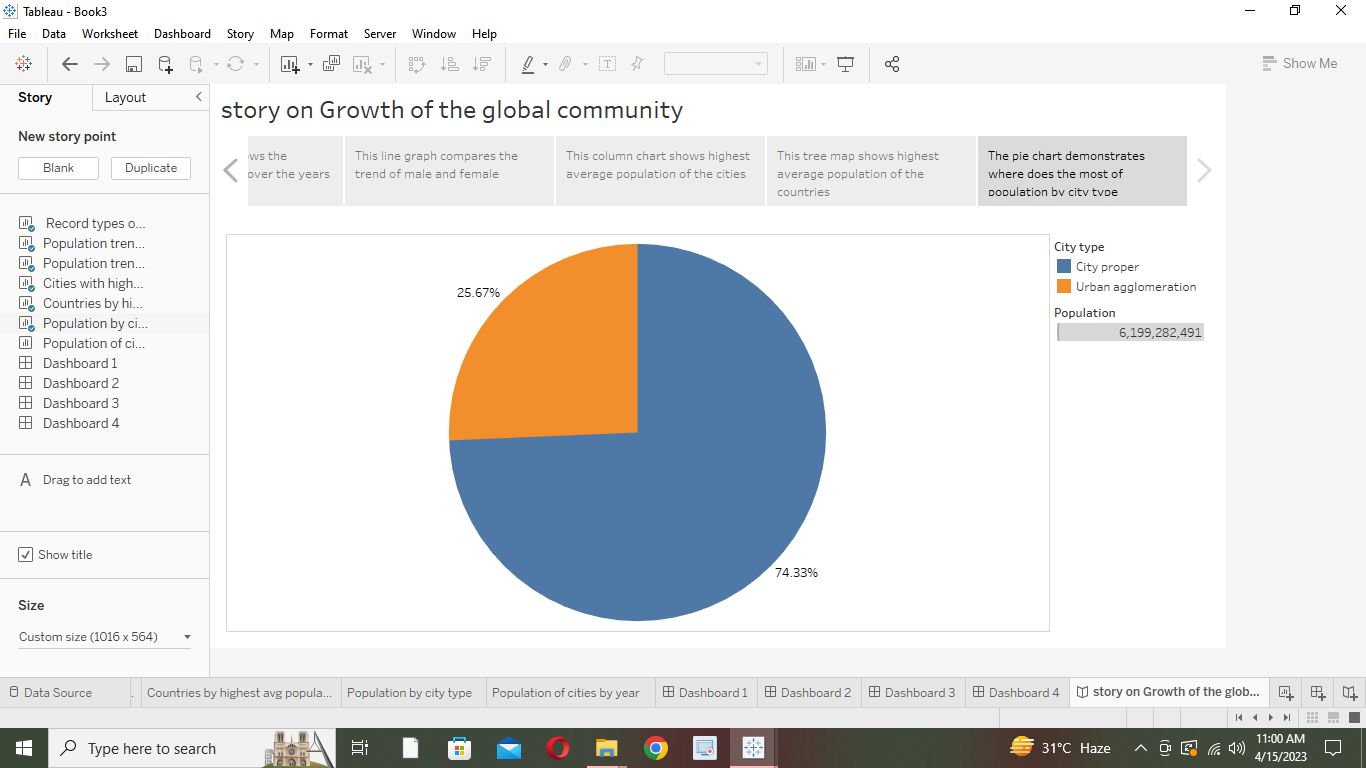 Tableau - Book3
File Data Worksheet Dashboard Story Map Format Server Window Help
Show Me
Story Layout
New story point
Blank Duplicate
Record types o...
Population tren...
Population tren...
Cities with high...
Countries by hi...
Population by ci...
Population of ci...
Dashboard 1
Dashboard 2
Dashboard 3
Dashboard 4
A Drag to add text
Show title
Size
Custom size (1016 x 564)
story on Growth of the global community
the
over the years
This line graph compares the
trend of male and female
This column chart shows highest
average population of the cities
This tree map shows highest
average population of the
countries
The pie chart demonstrates
where does the most of
population by city type
25.67%
74.33%
City type
City proper
Urban agglomeration
Population
6,199,282,491
Data Source . Countries by highest avg popula... Population by city type Population of cities by year Dashboard 1 Dashboard 2 Dashboard 3 Dashboard 4 story on Growth of the glob...
Type here to search
31°C Haze
11:00 AM
4/15/2023